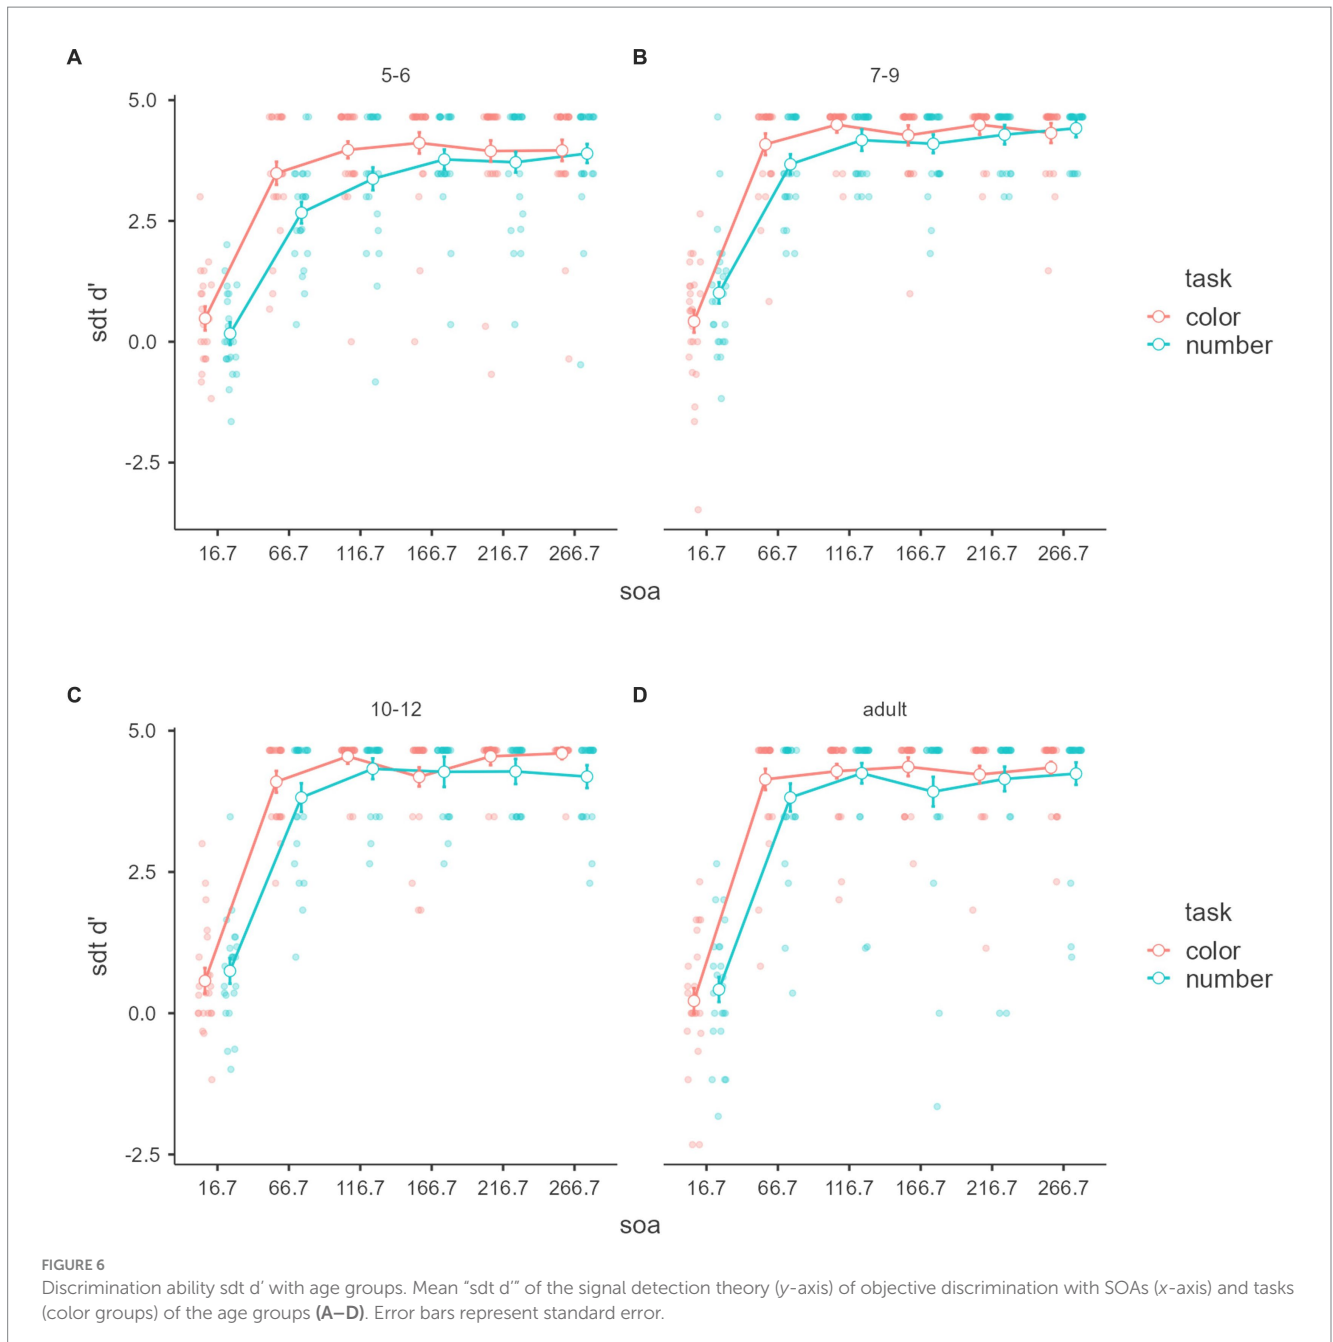 A
B
5-6
7-9
5.0
2.5
0.0
-2.5
sdt d'
16.7 66.7 116.7 166.7 216.7 266.7
16.7 66.7 116.7 166.7 216.7 266.7
soa
task
color
number
C
D
10-12
adult
5.0
2.5
0.0
-2.5
sdt d'
16.7 66.7 116.7 166.7 216.7 266.7
16.7 66.7 116.7 166.7 216.7 266.7
soa
task
color
number
FIGURE 6
Discrimination ability sdt d’ with age groups. Mean “sdt d’” of the signal detection theory (y-axis) of objective discrimination with SOAs (x-axis) and tasks
(color groups) of the age groups (A–D). Error bars represent standard error.